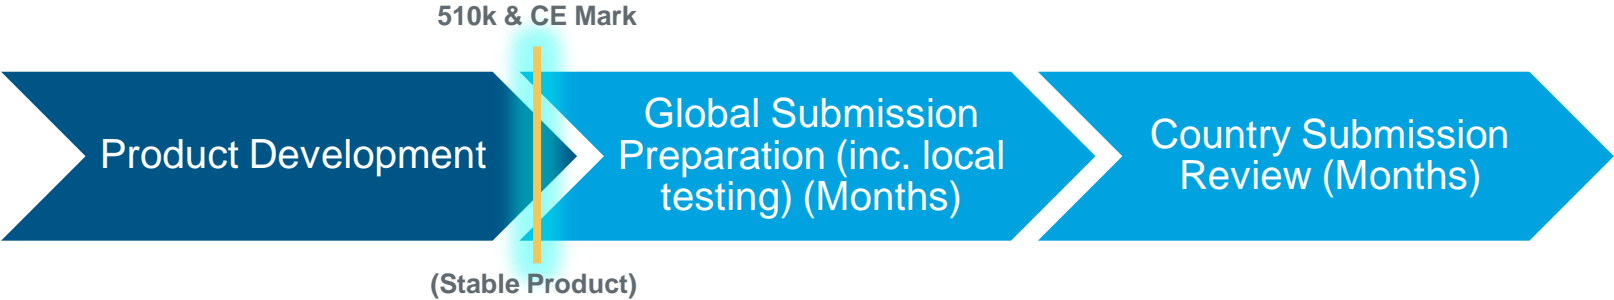 510k & CE Mark
Product Development
Global Submission
Preparation (inc. local
testing) (Months)
Country Submission
Review (Months)
(Stable Product)